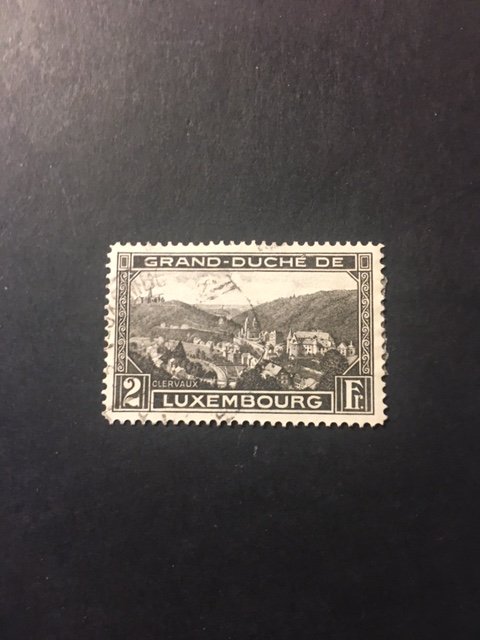 GRAND-DUCHÉ DE
CLERVAUX
2 LUXEMBOURG Fr.